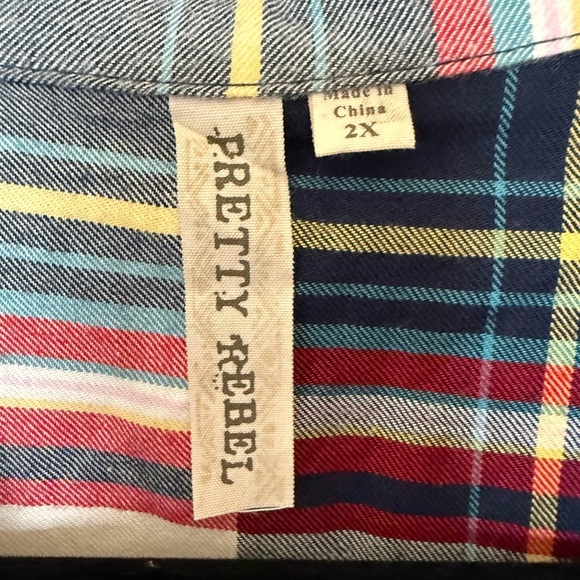 Made in
China
2X
PRETTY REBEL